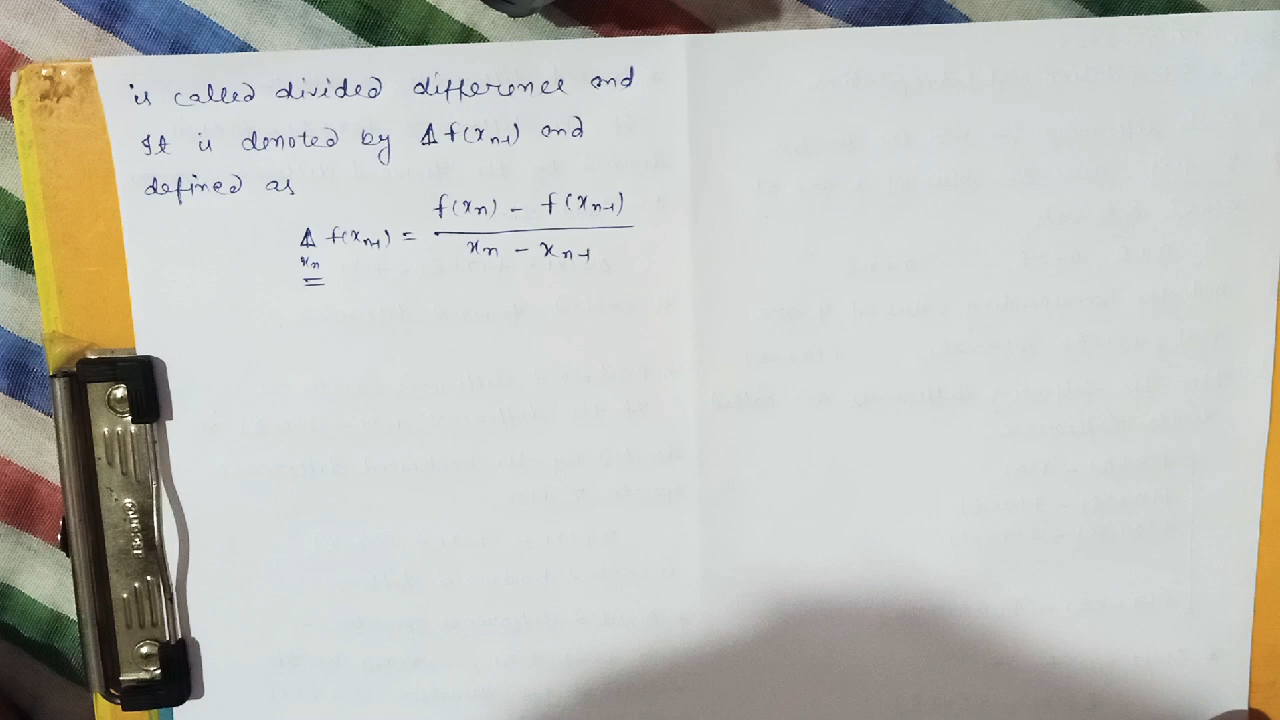 is called divided difference and
It is denoted by ⍋ f(xₙ₋₁) and
defined as
f(xₙ) - f(xₙ₋₁)
⍋ f(xₙ₋₁) = ―――――――――
xₙ xₙ - xₙ₋₁